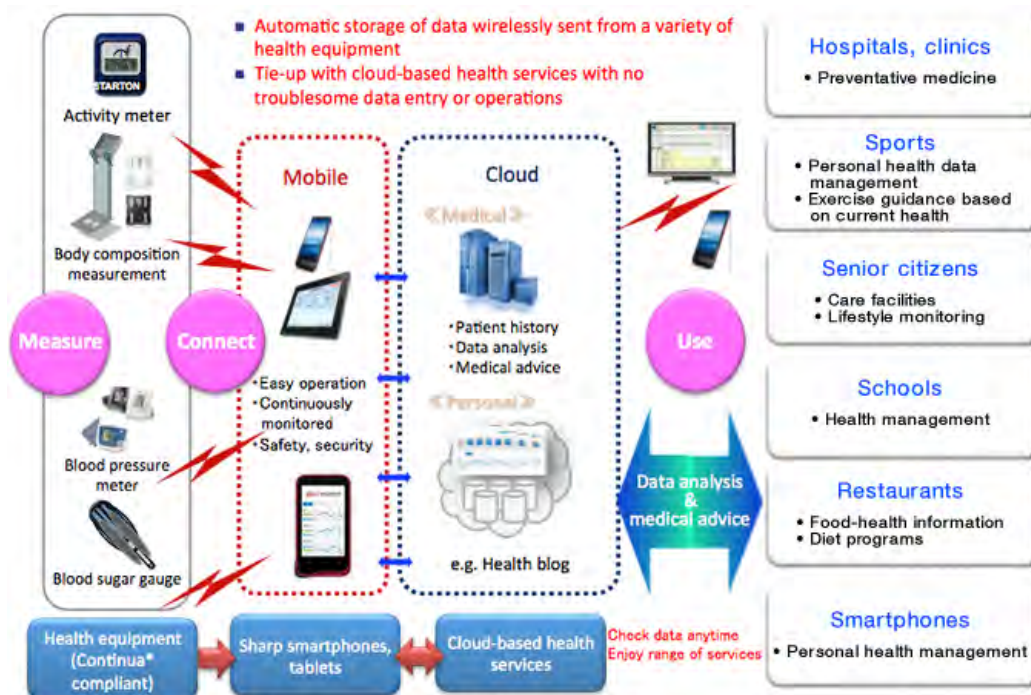 ■ Automatic storage of data wirelessly sent from a variety of
health equipment
■ Tie-up with cloud-based health services with no
troublesome data entry or operations
STARTON
Activity meter
Body composition
measurement
Measure
Connect
Blood pressure
meter
Blood sugar gauge
Mobile
•Easy operation
•Continuously
monitored
•Safety, security
Cloud
≪Medical≫
•Patient history
•Data analysis
•Medical advice
≪Personal≫
e.g. Health blog
Use
Data analysis
&
medical advice
Hospitals, clinics
• Preventative medicine
Sports
• Personal health data
management
• Exercise guidance based
on current health
Senior citizens
• Care facilities
• Lifestyle monitoring
Schools
• Health management
Restaurants
• Food-health information
• Diet programs
Smartphones
• Personal health management
Health equipment
(Continua*
compliant)
Sharp smartphones,
tablets
Cloud-based health
services
Check data anytime
Enjoy range of services